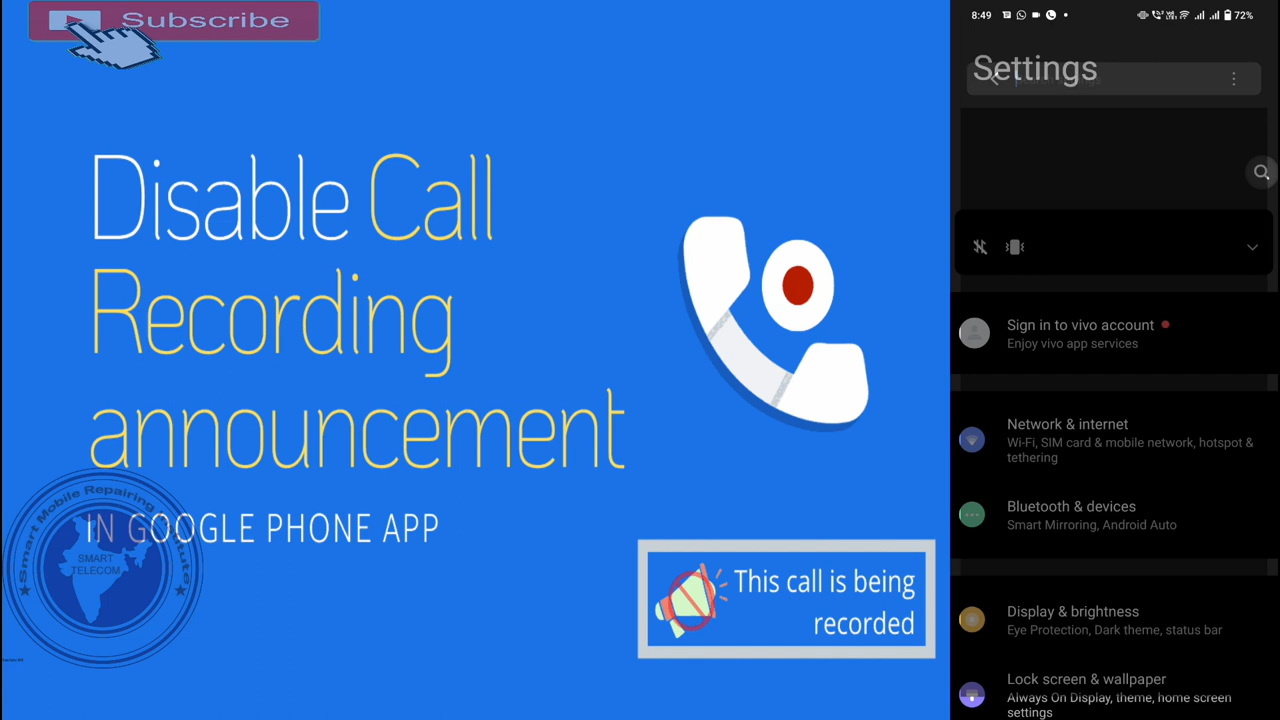 Subscribe
Disable Call
Recording
announcement
IN GOOGLE PHONE APP
Smart Mobile Repairing Institute
SMART
TELECOM
This call is being
recorded
8:49
72%
Settings
Sign in to vivo account
Enjoy vivo app services
Network & internet
Wi-Fi, SIM card & mobile network, hotspot &
tethering
Bluetooth & devices
Smart Mirroring, Android Auto
Display & brightness
Eye Protection, Dark theme, status bar
Lock screen & wallpaper
Always On Display, theme, home screen
settings